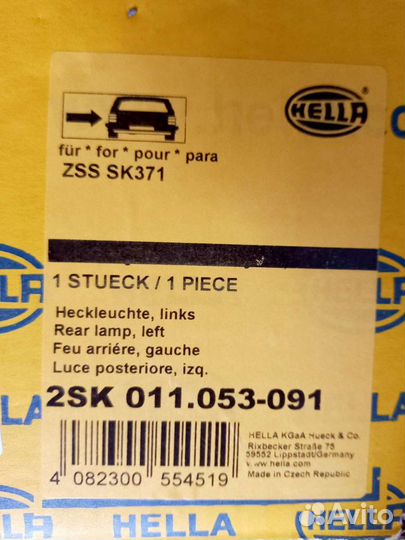 HELLA
für * for * pour * para
ZSS SK371
1 STUECK / 1 PIECE
Heckleuchte, links
Rear lamp, left
Feu arriére, gauche
Luce posteriore, izq.
2SK 011.053-091
HELLA KGaA Hueck & Co.
Rixbecker Straße 75
59552 Lippstadt/Germany
www.hella.com
Made in Czech Republic
4 082300 554519
HELLA
Avito